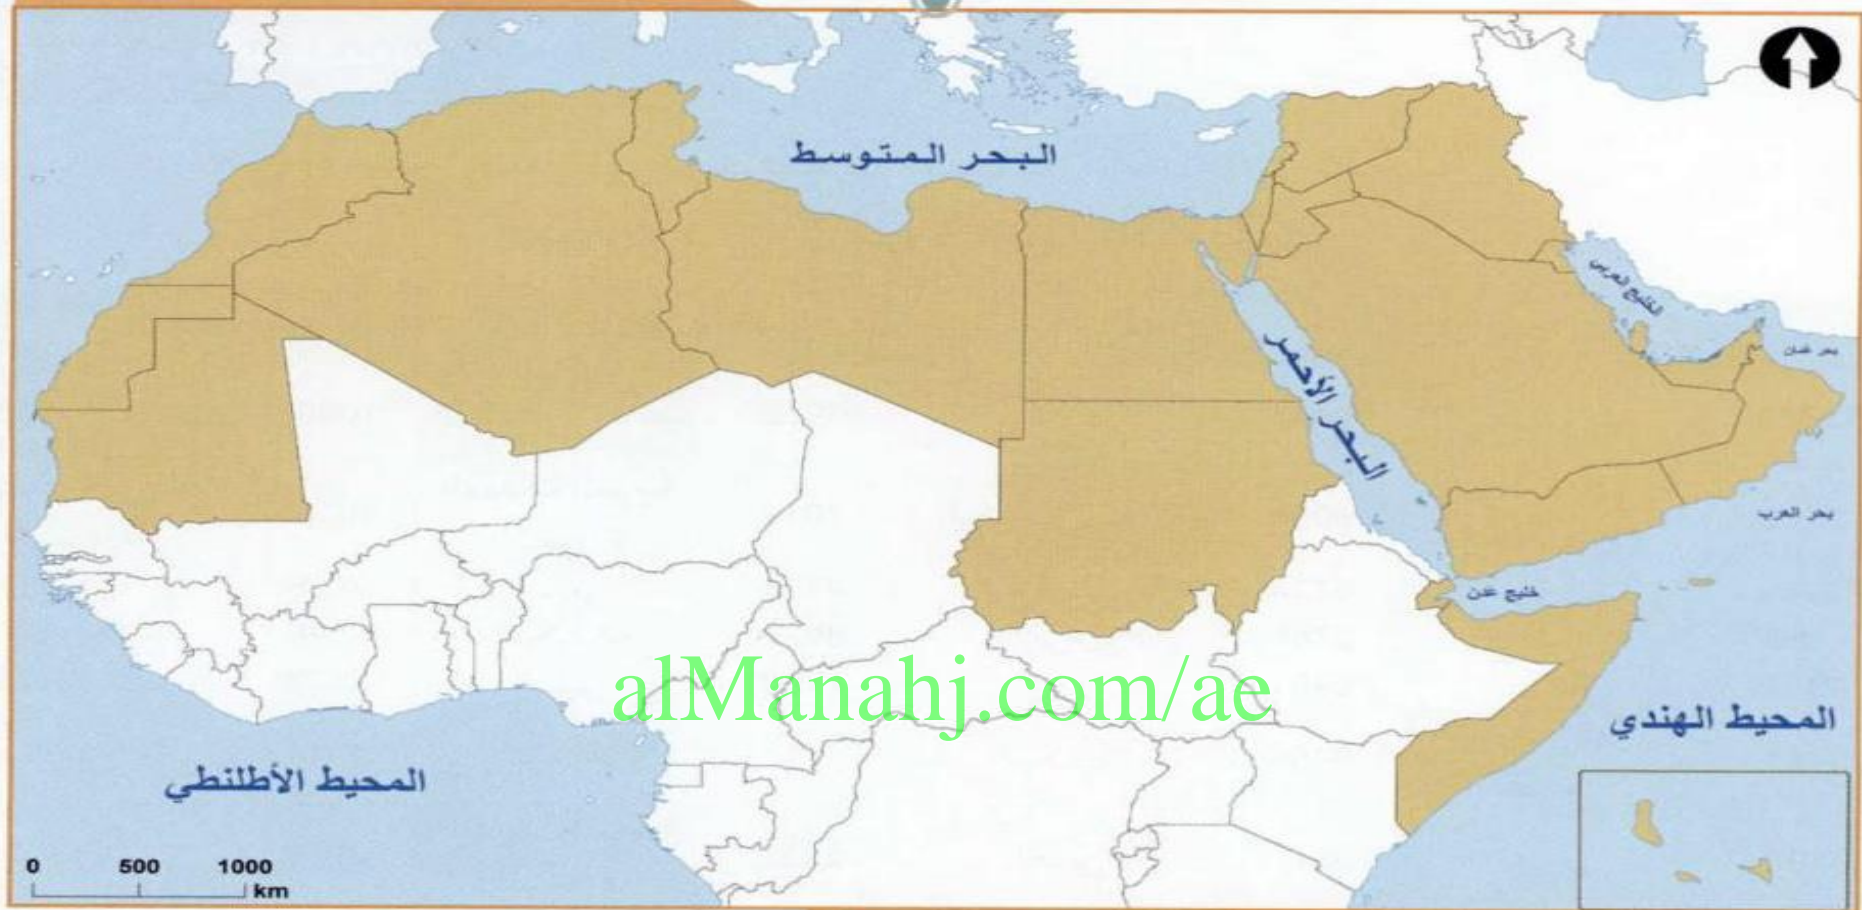 البحر المتوسط
الخليج العربي
بحر عمان
البحر الأحمر
بحر العرب
خليج عدن
alManahj.com/ae
المحيط الهندي
المحيط الأطلنطي
0 500 1000
km